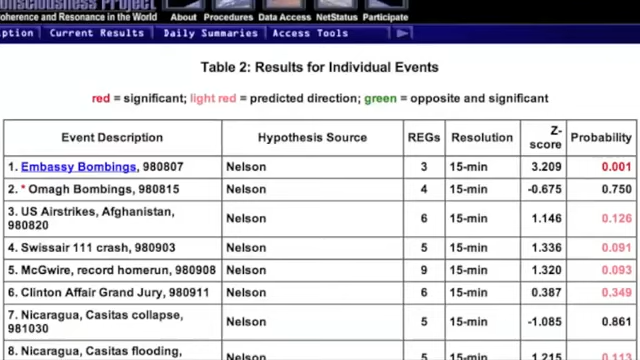 Consciousness Project
Coherence and Resonance in the World
About Procedures Data Access NetStatus Participate
ption Current Results Daily Summaries Access Tools
Table 2: Results for Individual Events
red = significant; light red = predicted direction; green = opposite and significant
Event Description Hypothesis Source REGs Resolution Z-score Probability
1. Embassy Bombings, 980807 Nelson 3 15-min 3.209 0.001
2. * Omagh Bombings, 980815 Nelson 4 15-min -0.675 0.750
3. US Airstrikes, Afghanistan, 980820 Nelson 6 15-min 1.146 0.126
4. Swissair 111 crash, 980903 Nelson 5 15-min 1.336 0.091
5. McGwire, record homerun, 980908 Nelson 9 15-min 1.320 0.093
6. Clinton Affair Grand Jury, 980911 Nelson 6 15-min 0.387 0.349
7. Nicaragua, Casitas collapse, 981030 Nelson 5 15-min -1.085 0.861
8. Nicaragua, Casitas flooding, Nelson 5 15-min 1.215 0.113